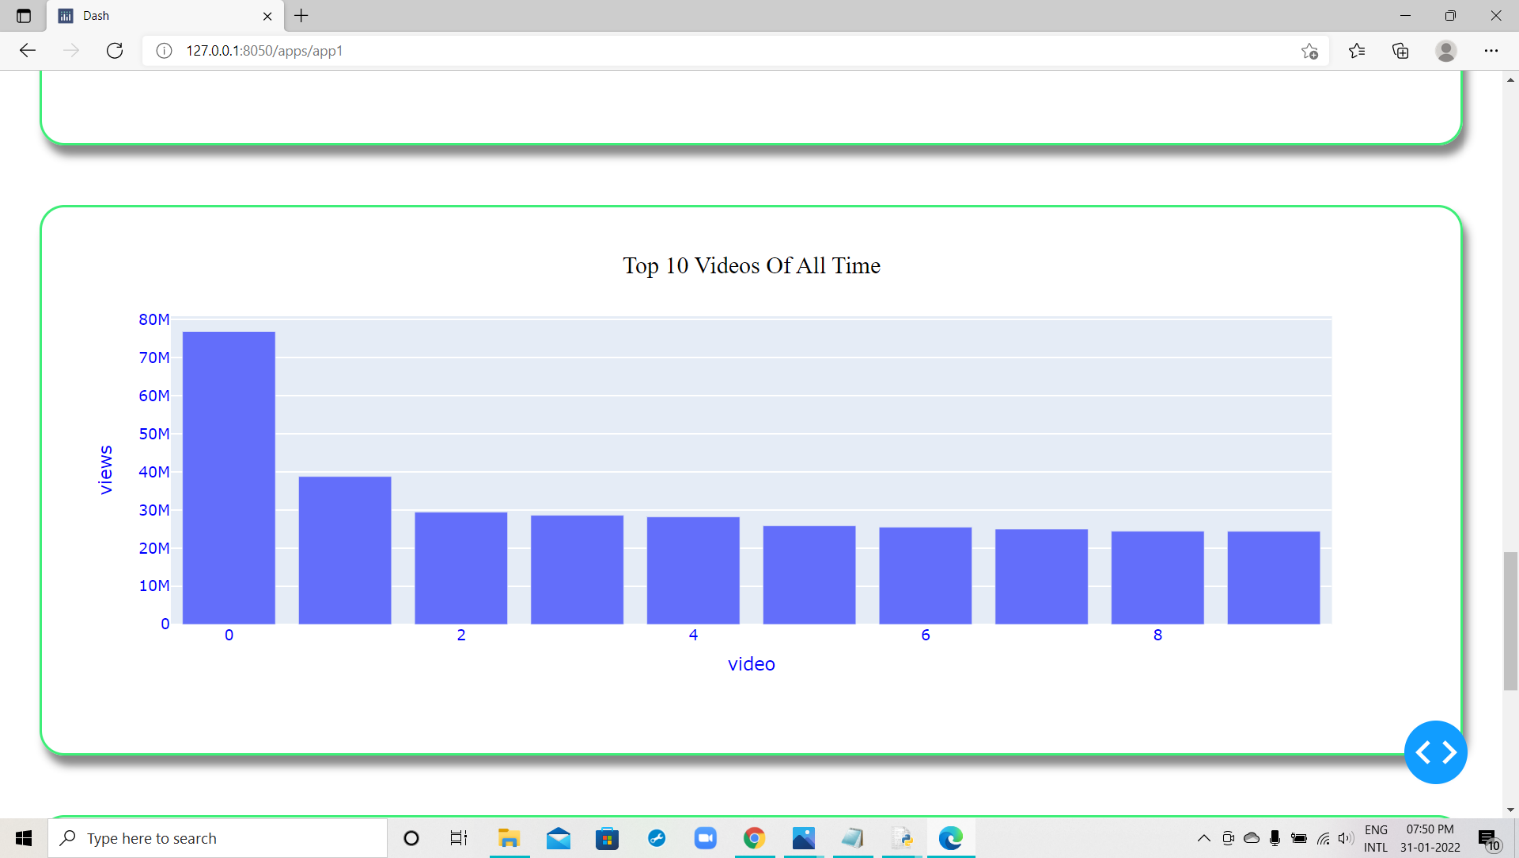 Dash
127.0.0.1:8050/apps/app1
Top 10 Videos Of All Time
80M
70M
60M
50M
40M
30M
20M
10M
0
views
0 2 4 6 8
video
Type here to search
ENG
INTL
07:50 PM
31-01-2022
10